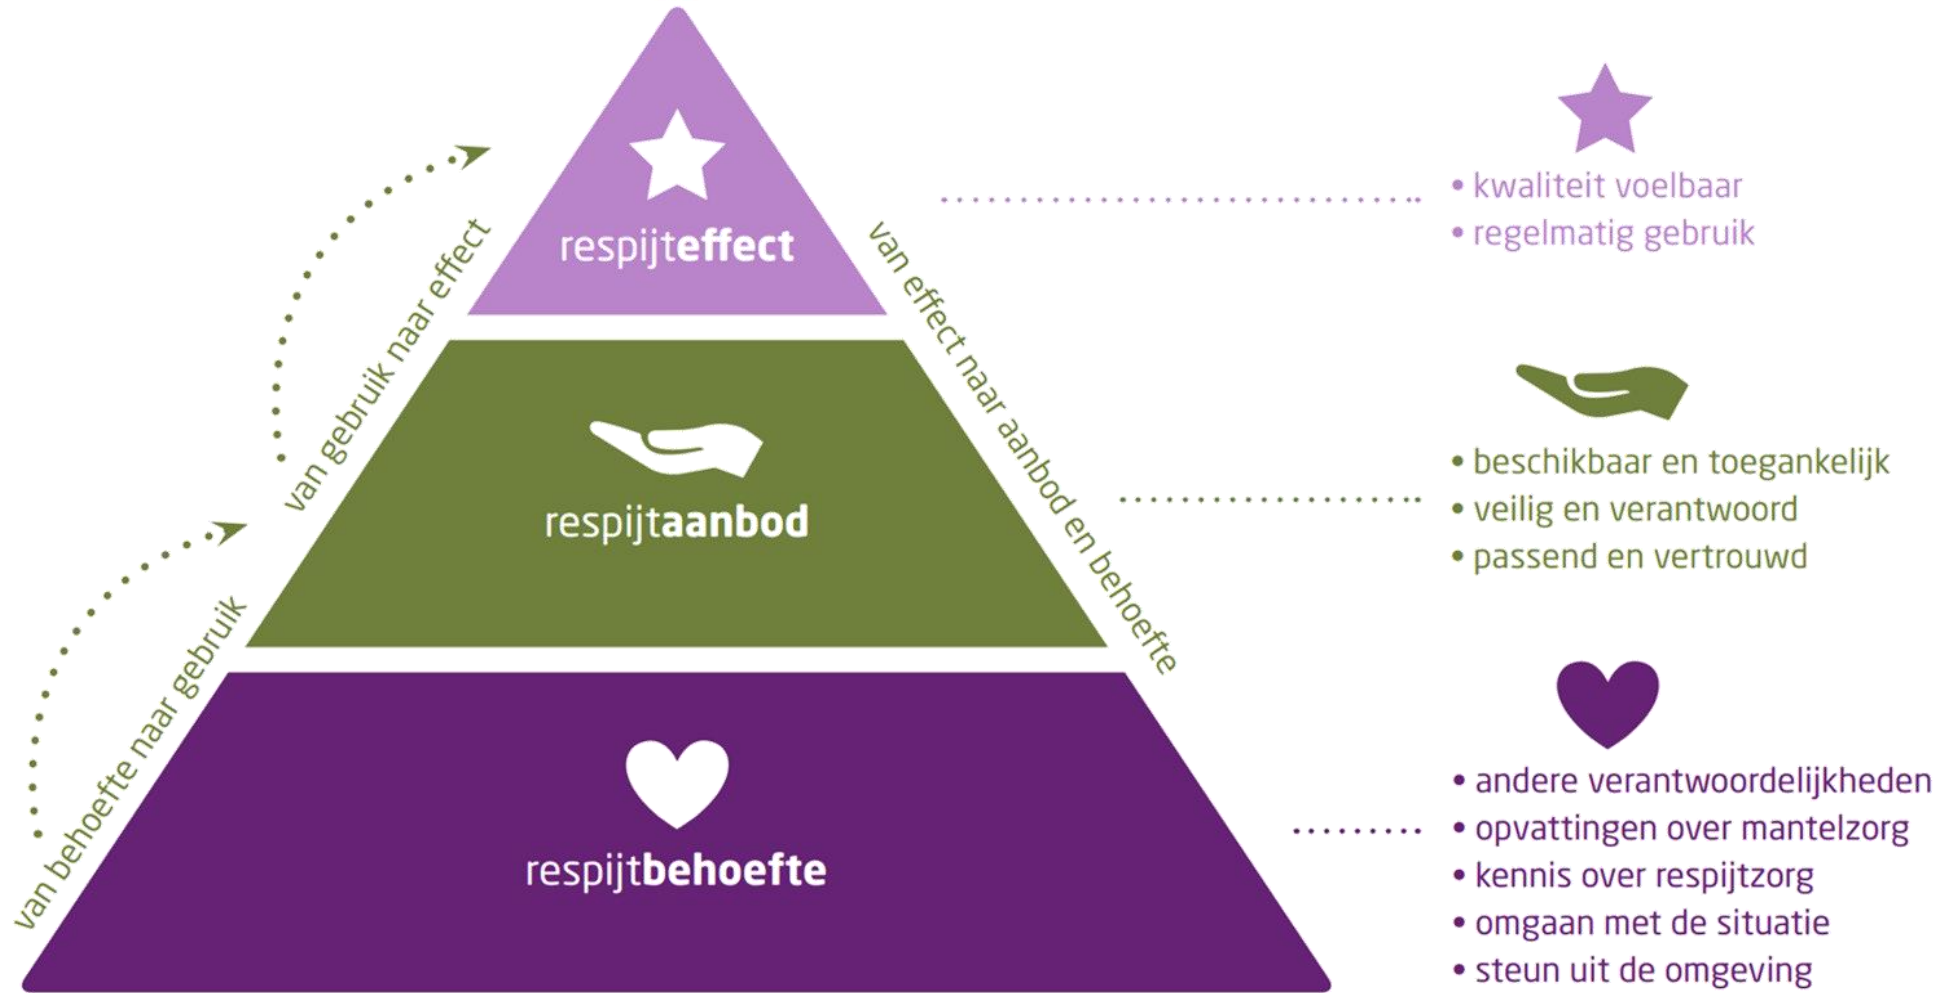 respijteffect
van gebruik naar effect
van effect naar aanbod en behoefte
• kwaliteit voelbaar
• regelmatig gebruik
respijtaanbod
van behoefte naar gebruik
• beschikbaar en toegankelijk
• veilig en verantwoord
• passend en vertrouwd
respijtbehoefte
• andere verantwoordelijkheden
• opvattingen over mantelzorg
• kennis over respijtzorg
• omgaan met de situatie
• steun uit de omgeving